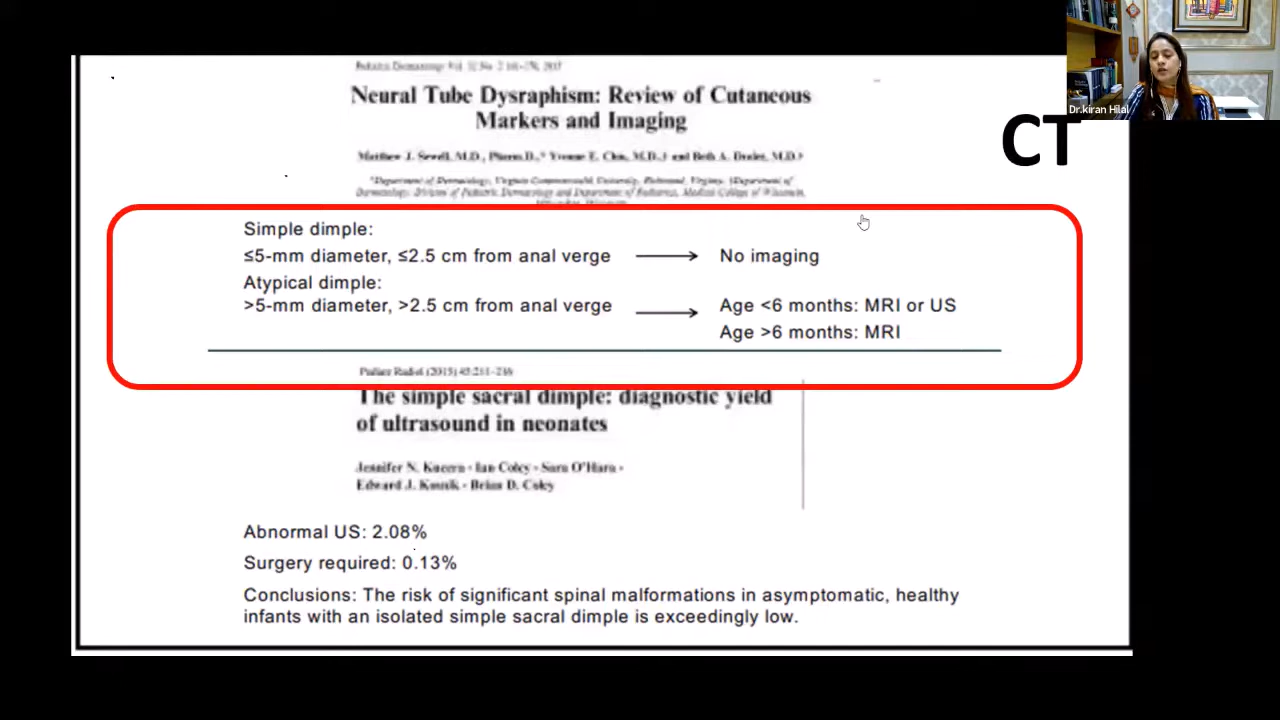 Dr.kiran Hilal
CT
Neural Tube Dysraphism: Review of Cutaneous
Markers and Imaging
Simple dimple:
≤5-mm diameter, ≤2.5 cm from anal verge
No imaging
Atypical dimple:
>5-mm diameter, >2.5 cm from anal verge
Age <6 months: MRI or US
Age >6 months: MRI
The simple sacral dimple: diagnostic yield
of ultrasound in neonates
Abnormal US: 2.08%
Surgery required: 0.13%
Conclusions: The risk of significant spinal malformations in asymptomatic, healthy
infants with an isolated simple sacral dimple is exceedingly low.